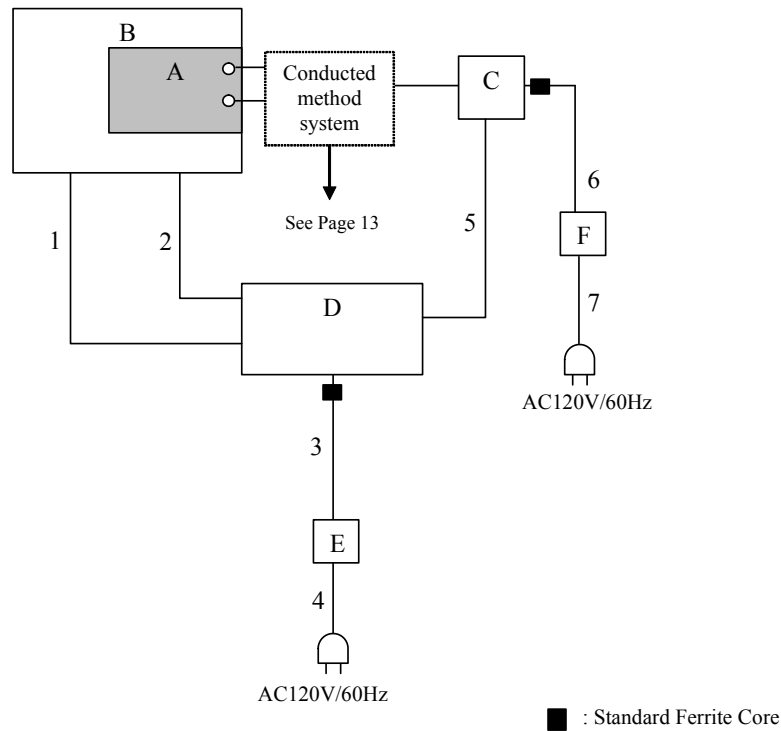 B
A
Conducted
method
system
C
See Page 13
1
2
5
6
F
7
D
AC120V/60Hz
3
E
4
AC120V/60Hz
: Standard Ferrite Core